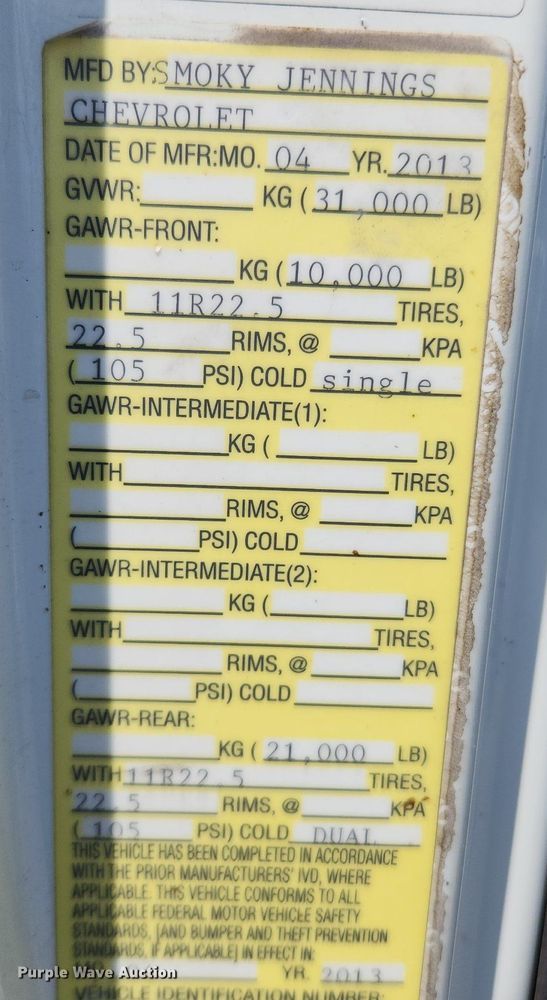 MFD BY:SMOKY JENNINGS
CHEVROLET
DATE OF MFR:MO. 04 YR. 2013
GVWR: KG (31,000 LB)
GAWR-FRONT:
KG (10,000 LB)
WITH 11R22.5 TIRES,
22.5 RIMS, @ KPA
( 105 PSI) COLD single
GAWR-INTERMEDIATE(1):
KG ( LB)
WITH TIRES,
RIMS, @ KPA
( PSI) COLD
GAWR-INTERMEDIATE(2):
KG ( LB)
WITH TIRES,
RIMS, @ KPA
( PSI) COLD
GAWR-REAR:
KG ( 21,000 LB)
WITH 11R22.5 TIRES,
22.5 RIMS, @ KPA
( 105 PSI) COLD DUAL
THIS VEHICLE HAS BEEN COMPLETED IN ACCORDANCE
WITH THE PRIOR MANUFACTURERS' IVD, WHERE
APPLICABLE. THIS VEHICLE CONFORMS TO ALL
APPLICABLE FEDERAL MOTOR VEHICLE SAFETY
STANDARDS, [AND BUMPER AND THEFT PREVENTION
STANDARDS, IF APPLICABLE] IN EFFECT IN:
MO. YR. 2013
VEHICLE IDENTIFICATION NUMBER:
Purple Wave Auction